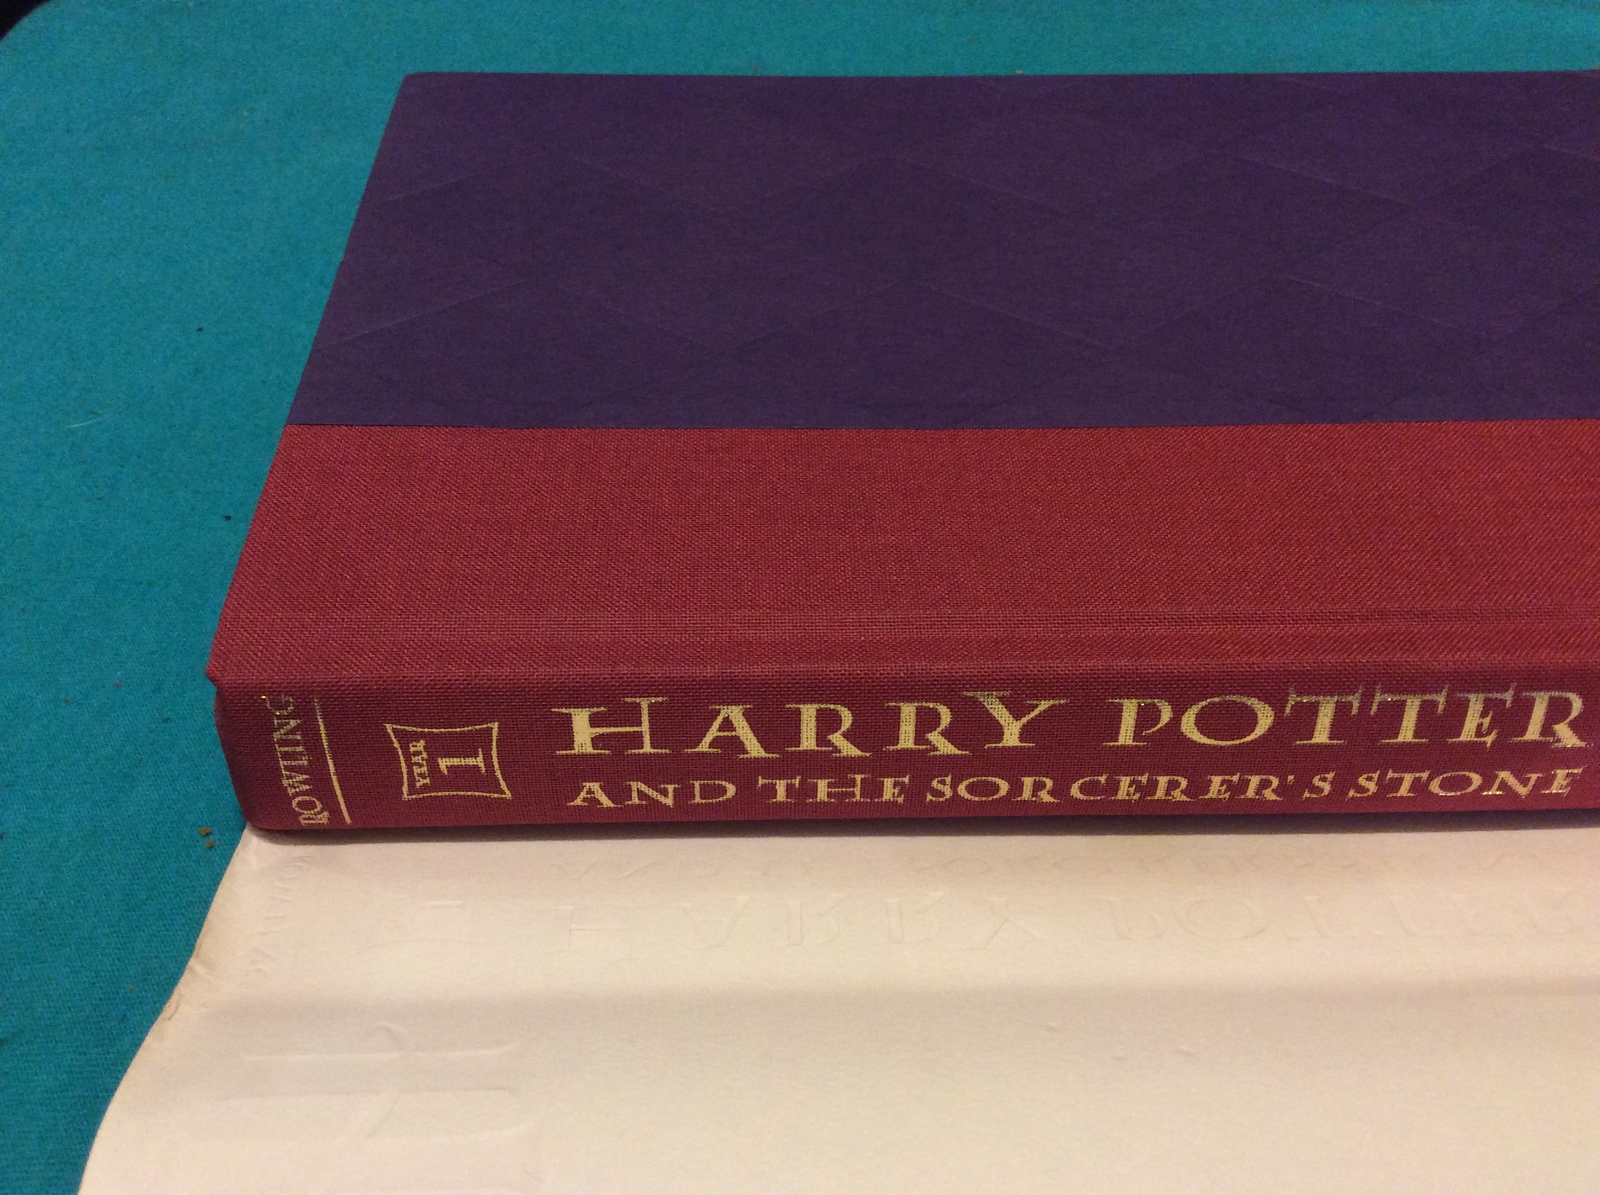 ROWLING
YEAR
1
HARRY POTTER
AND THE SORCERER'S STONE